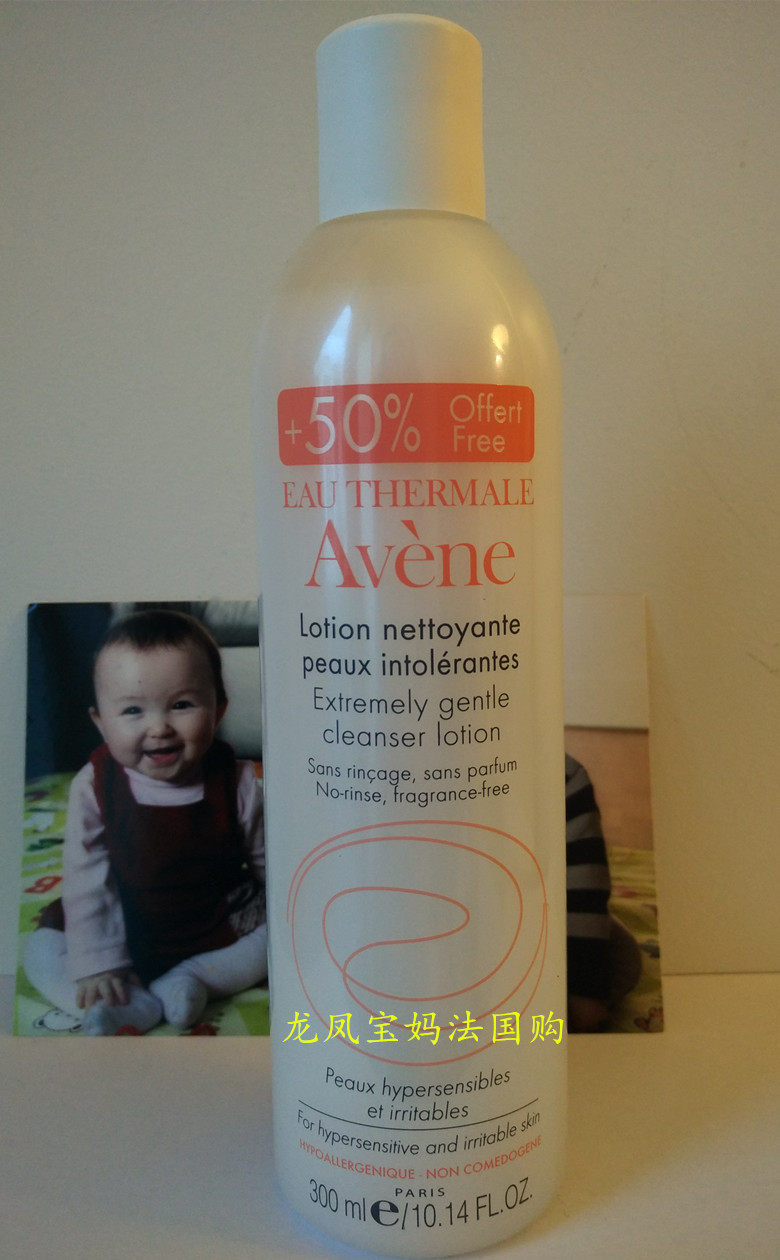 +50% Offert
Free
EAU THERMALE
Avène
Lotion nettoyante
peaux intolérantes
Extremely gentle
cleanser lotion
Sans rinçage, sans parfum
No-rinse, fragrance-free
龙凤宝妈法国购
Peaux hypersensibles
et irritables
For hypersensitive and irritable skin
HYPOALLERGENIQUE - NON COMEDOGENE
PARIS
300 ml e/10.14 FL.OZ.